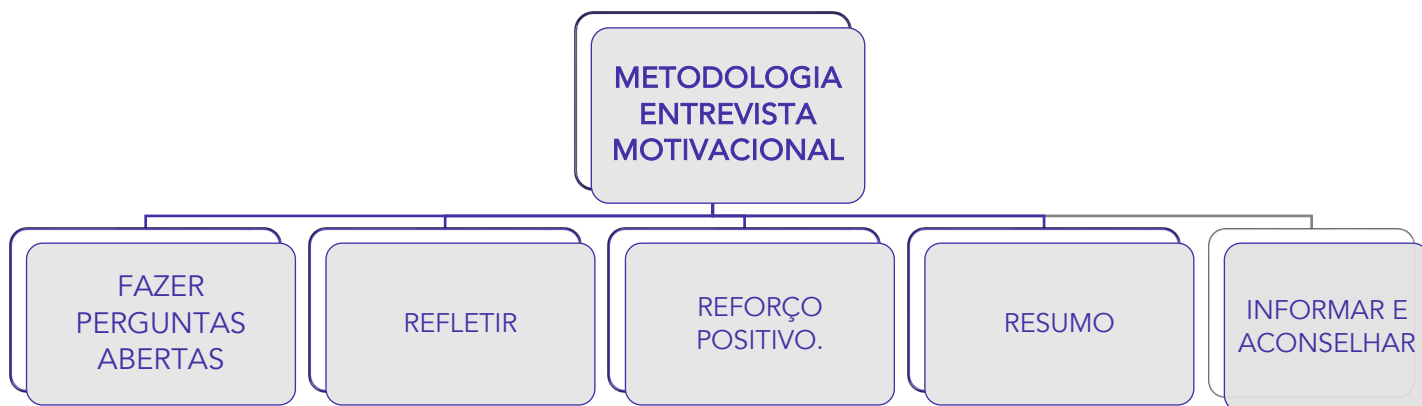 METODOLOGIA
ENTREVISTA
MOTIVACIONAL
FAZER
PERGUNTAS
ABERTAS
REFLETIR
REFORÇO
POSITIVO.
RESUMO
INFORMAR E
ACONSELHAR